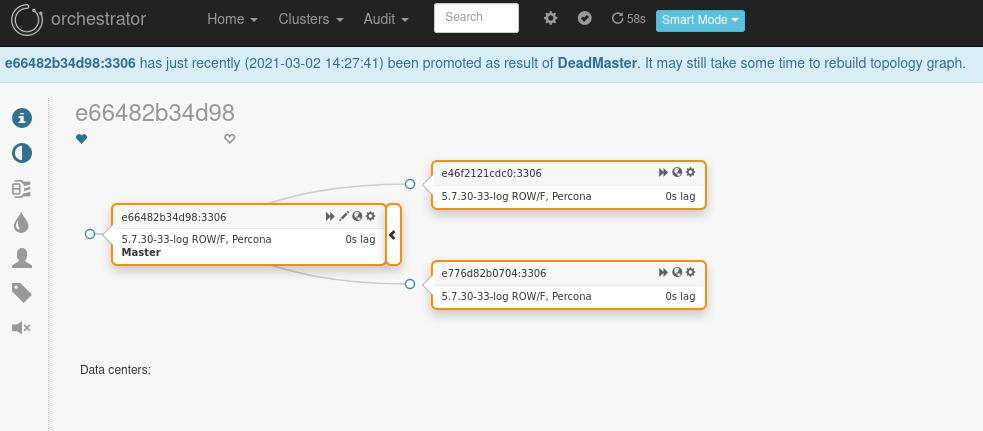 orchestrator Home Clusters Audit Search 58s Smart Mode
e66482b34d98:3306 has just recently (2021-03-02 14:27:41) been promoted as result of DeadMaster. It may still take some time to rebuild topology graph.
e66482b34d98
e46f2121cdc0:3306
5.7.30-33-log ROW/F, Percona 0s lag
e66482b34d98:3306
5.7.30-33-log ROW/F, Percona 0s lag
Master
e776d82b0704:3306
5.7.30-33-log ROW/F, Percona 0s lag
Data centers: